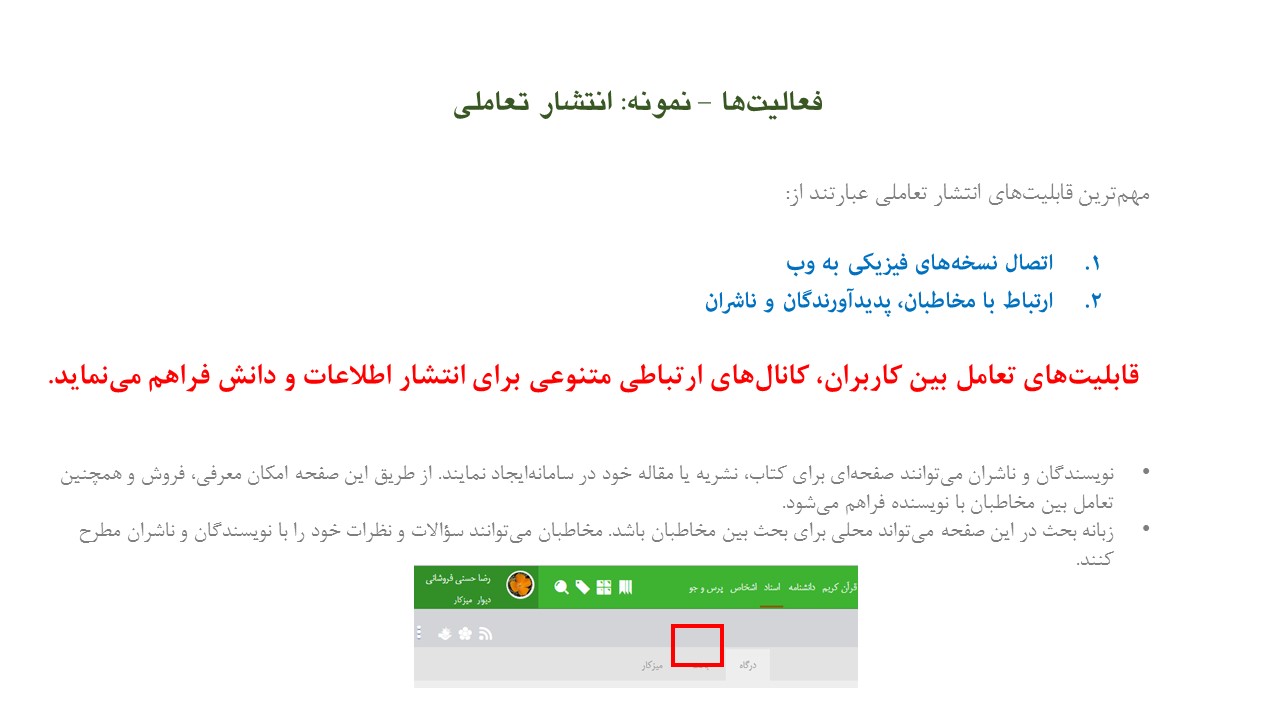 فعالیت‌ها – نمونه: انتشار تعاملی
مهم‌ترین قابلیت‌های انتشار تعاملی عبارتند از:
۱. اتصال نسخه‌های فیزیکی به وب
۲. ارتباط با مخاطبان، پدیدآورندگان و ناشران
قابلیت‌های تعامل بین کاربران، کانال‌های ارتباطی متنوعی برای انتشار اطلاعات و دانش فراهم می‌نماید.
• نویسندگان و ناشران می‌توانند صفحه‌ای برای کتاب، نشریه یا مقاله خود در سامانه‌ایجاد نمایند. از طریق این صفحه امکان معرفی، فروش و همچنین
تعامل بین مخاطبان با نویسنده فراهم می‌شود.
• زبانه بحث در این صفحه می‌تواند محلی برای بحث بین مخاطبان باشد. مخاطبان می‌توانند سؤالات و نظرات خود را با نویسندگان و ناشران مطرح
کنند.
قرآن کریم دانشنامه اسناد اشخاص پرس و جو
رضا حسنی فروشانی
دیوار میزکار
درگاه میزکار